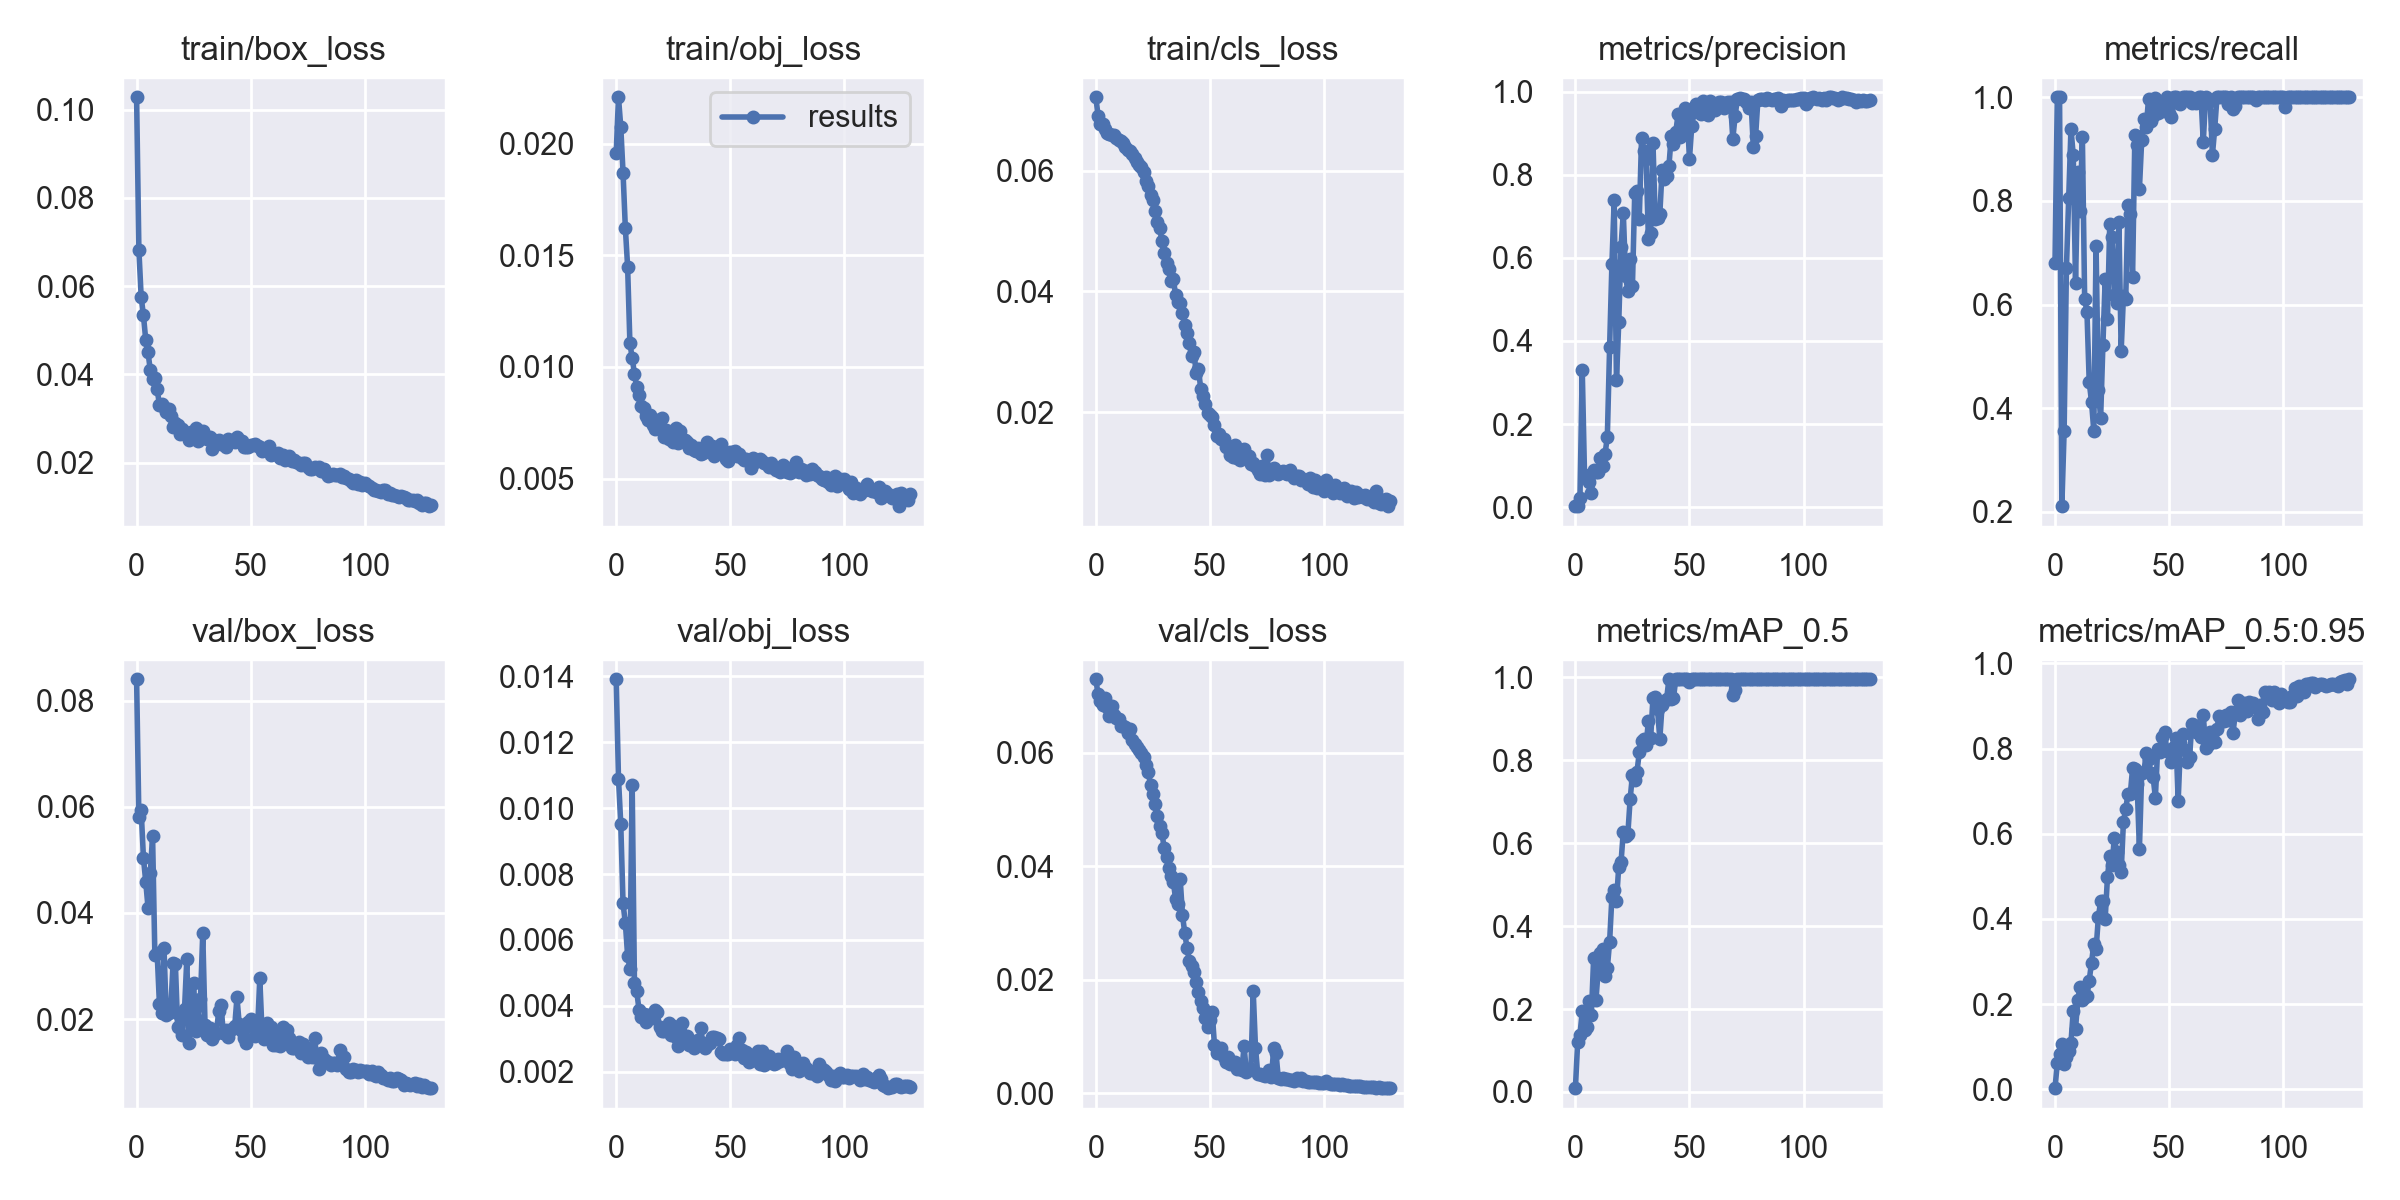 train/box_loss
train/obj_loss
train/cls_loss
metrics/precision
metrics/recall
0.10
0.08
0.06
0.04
0.02
0 50 100
results
0.020
0.015
0.010
0.005
0 50 100
0.06
0.04
0.02
0 50 100
1.0
0.8
0.6
0.4
0.2
0.0
0 50 100
1.0
0.8
0.6
0.4
0.2
0 50 100
val/box_loss
val/obj_loss
val/cls_loss
metrics/mAP_0.5
metrics/mAP_0.5:0.95
0.08
0.06
0.04
0.02
0 50 100
0.014
0.012
0.010
0.008
0.006
0.004
0.002
0 50 100
0.06
0.04
0.02
0.00
0 50 100
1.0
0.8
0.6
0.4
0.2
0.0
0 50 100
1.0
0.8
0.6
0.4
0.2
0.0
0 50 100